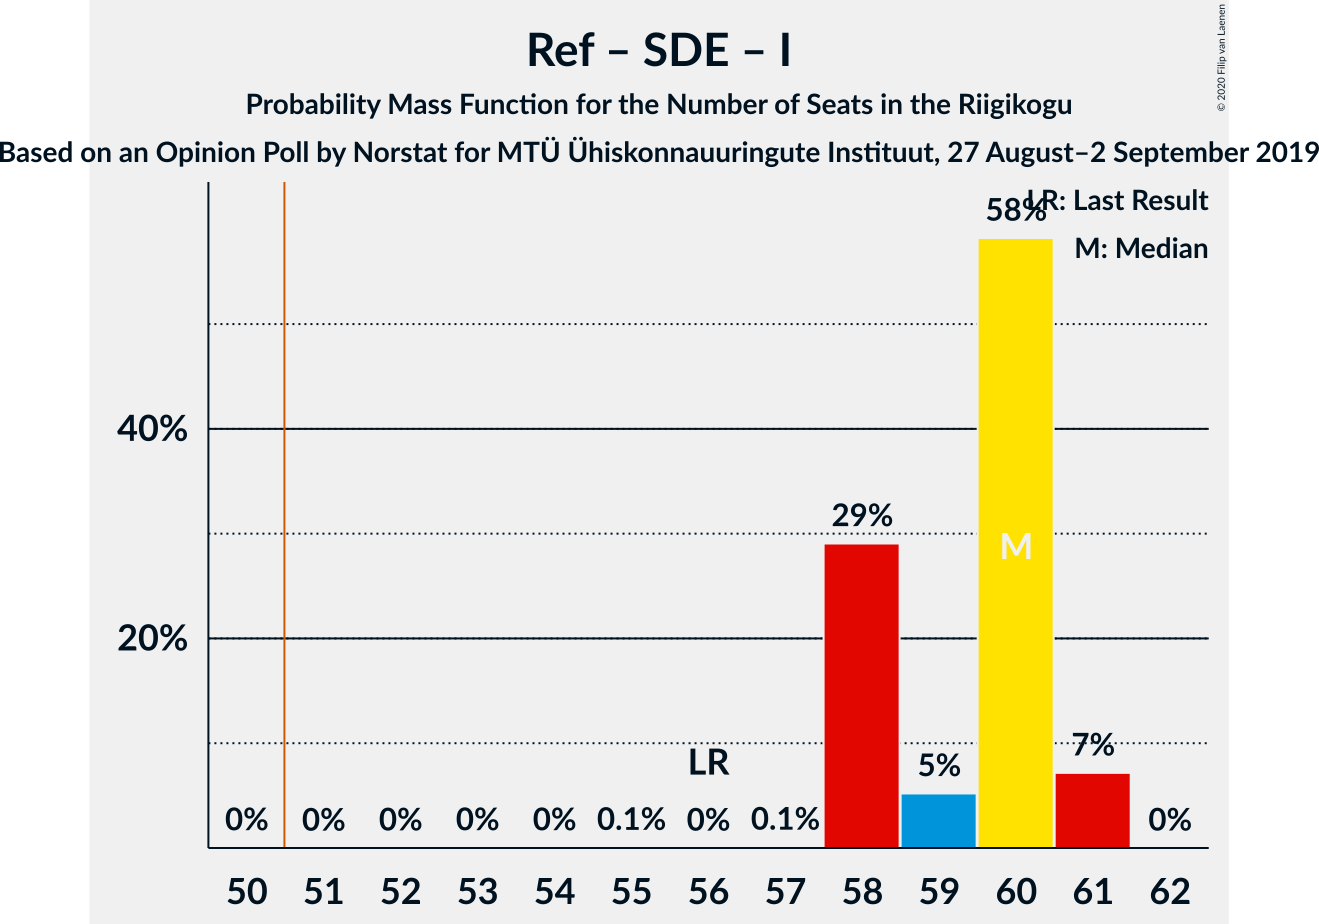 Ref – SDE – I
Probability Mass Function for the Number of Seats in the Riigikogu
Based on an Opinion Poll by Norstat for MTÜ Ühiskonnauuringute Instituut, 27 August–2 September 2019
© 2020 Filip van Laenen
LR: Last Result
M: Median
58%
40%
29%
M
20%
LR
7%
5%
0% 0% 0% 0% 0% 0.1% 0% 0.1% 0%
50 51 52 53 54 55 56 57 58 59 60 61 62